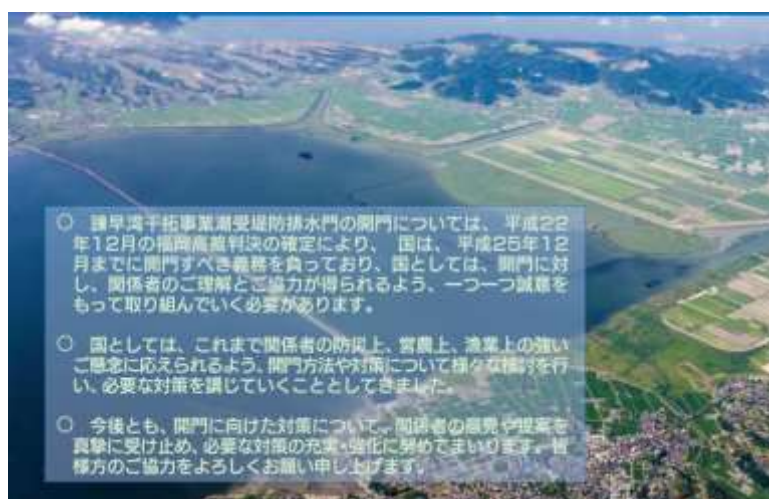 ○ 諫早湾干拓事業潮受堤防排水門の開門については、平成22
年12月の福岡高裁判決の確定により、 国は、平成25年12
月までに開門すべき義務を負っており、国としては、開門に対
し、関係者のご理解とご協力が得られるよう、一つ一つ誠意を
もって取り組んでいく必要があります。
○ 国としては、これまで関係者の防災上、営農上、漁業上の強い
ご懸念に応えられるよう、開門方法や対策について様々な検討を行
い、必要な対策を講じていくこととしてきました。
○ 今後とも、開門に向けた対策について、関係者の意見や提案を
真摯に受け止め、必要な対策の充実・強化に努めてまいります。皆
様方のご協力をよろしくお願い申し上げます。